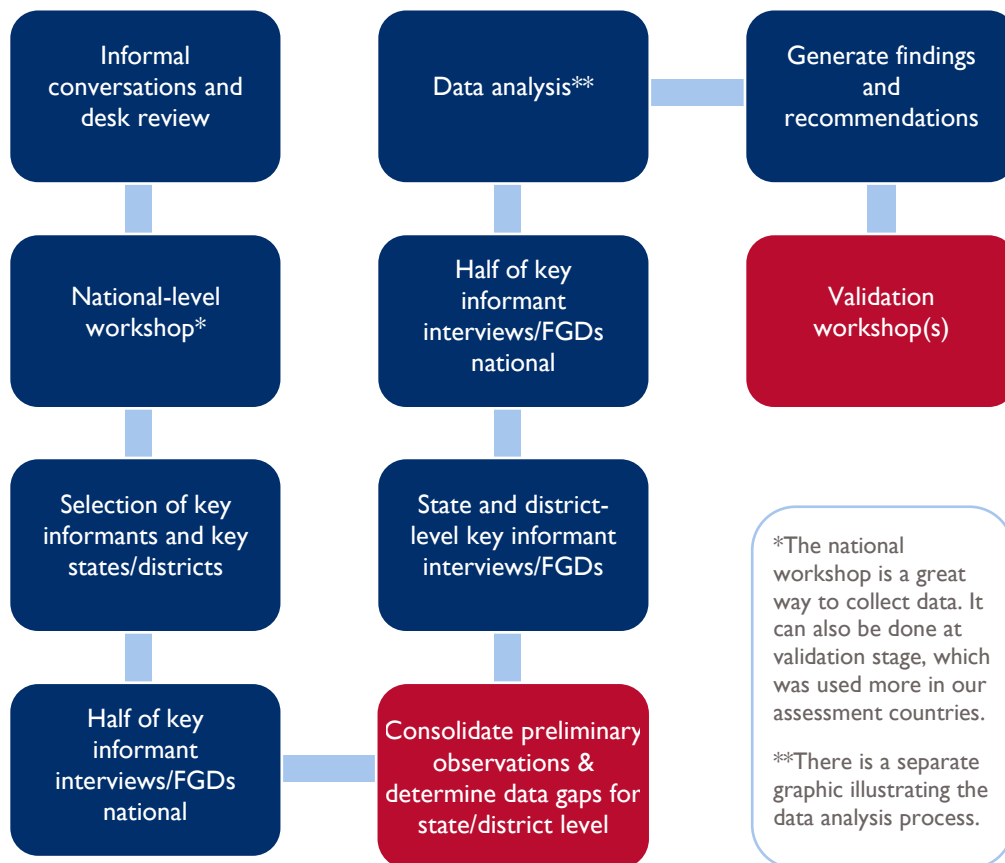 Informal
conversations and
desk review
National-level
workshop*
Selection of key
informants and key
states/districts
Half of key
informant
interviews/FGDs
national
Consolidate preliminary
observations &
determine data gaps for
state/district level
State and district-
level key informant
interviews/FGDs
Half of key
informant
interviews/FGDs
national
Data analysis**
Generate findings
and
recommendations
Validation
workshop(s)
*The national
workshop is a great
way to collect data. It
can also be done at
validation stage, which
was used more in our
assessment countries.
**There is a separate
graphic illustrating the
data analysis process.